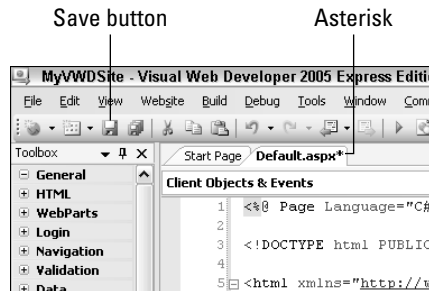 Save button
Asterisk
MyVWDSite - Visual Web Developer 2005 Express Editi
File Edit View Website Build Debug Tools Window Com
Toolbox
Start Page Default.aspx*
General
Client Objects & Events
HTML
WebParts
Login
Navigation
Validation
Data
1 <%@ Page Language="C#
2
3 <!DOCTYPE html PUBLIC
4
5 <html xmlns="http://w